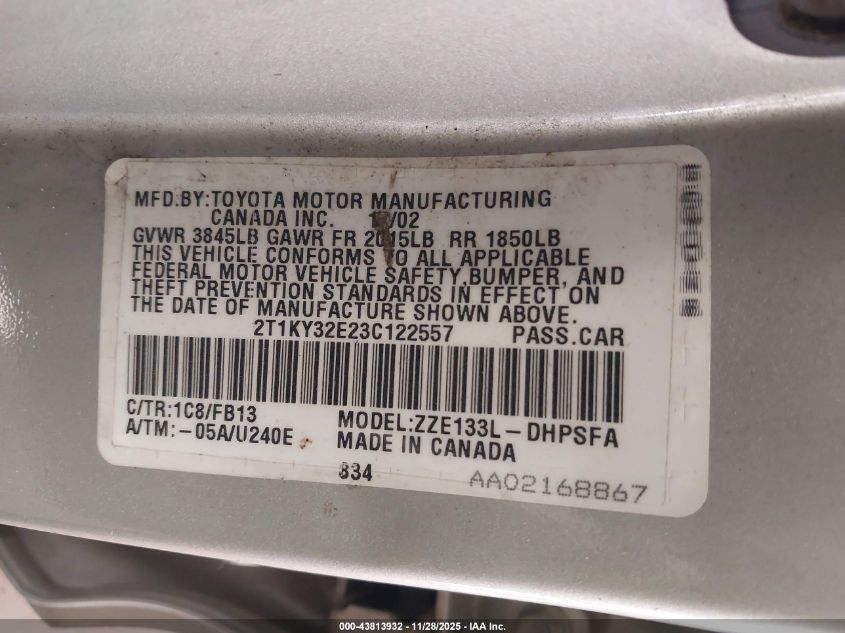 MFD.BY:TOYOTA MOTOR MANUFACTURING
CANADA INC. /02
GVWR 3845LB GAWR FR 2015LB RR 1850LB
THIS VEHICLE CONFORMS TO ALL APPLICABLE
FEDERAL MOTOR VEHICLE SAFETY,BUMPER, AND
THEFT PREVENTION STANDARDS IN EFFECT ON
THE DATE OF MANUFACTURE SHOWN ABOVE.
2T1KY32E23C122557 PASS.CAR
C/TR:1C8/FB13 MODEL:ZZE133L-DHPSFA
A/TM:-05A/U240E MADE IN CANADA
834 AA02168867
000-43813932 - 11/28/2025 - IAA Inc.